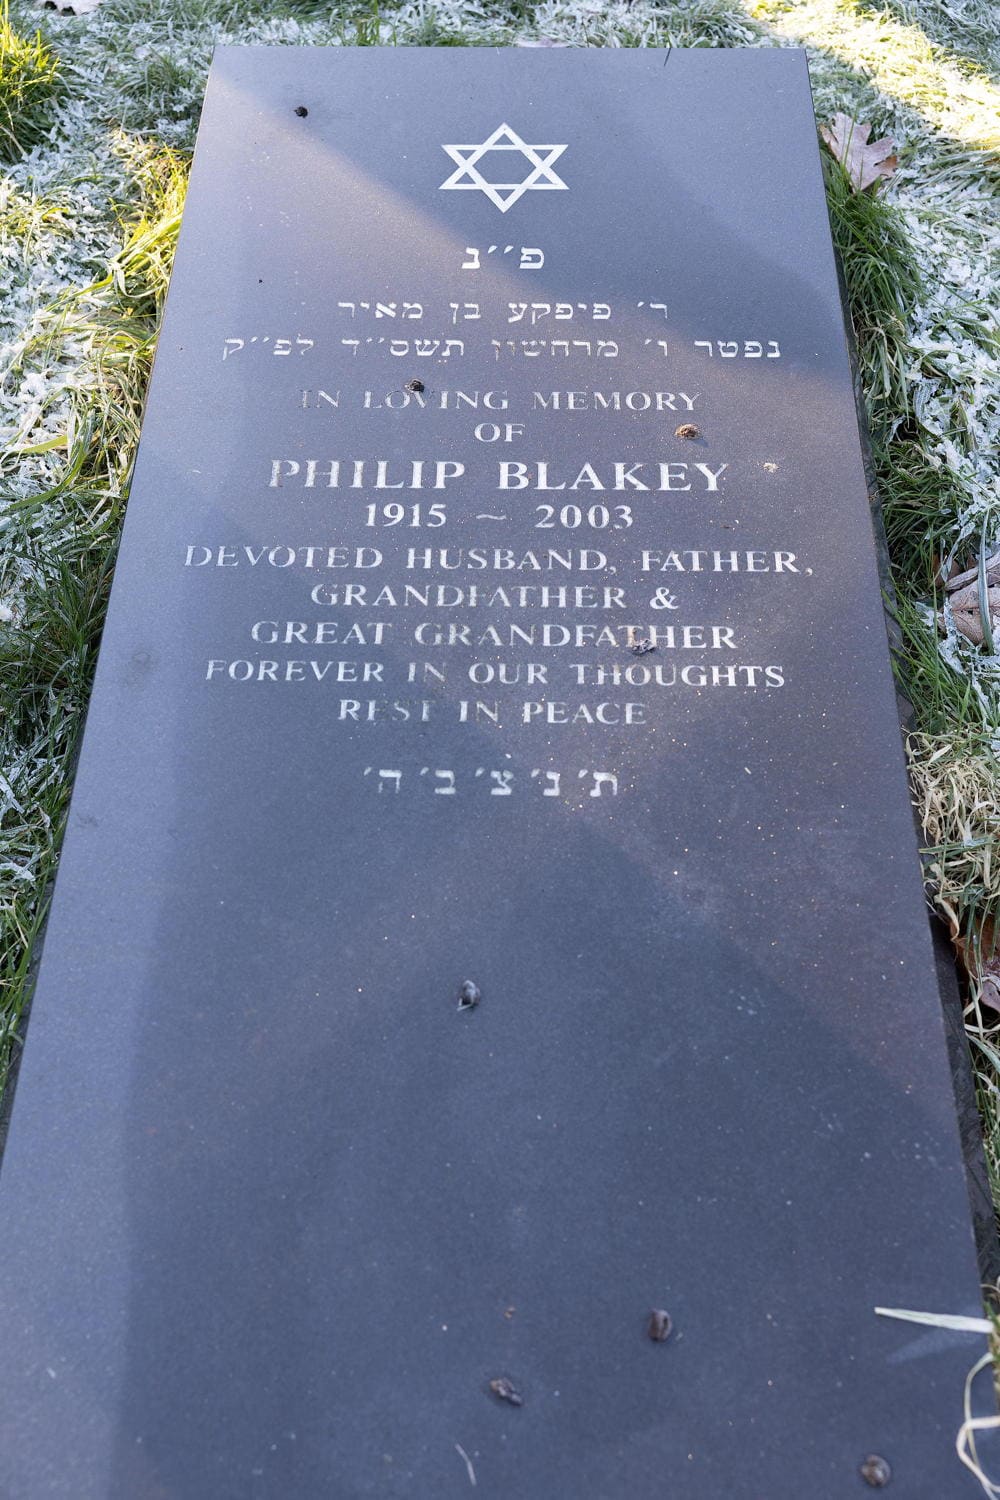 פ׳׳נ
ר׳ פיפקע בן מאיר
נפטר ו׳ מרחשון תשס׳׳ד לפ׳׳ק
IN LOVING MEMORY
OF
PHILIP BLAKEY
1915 ~ 2003
DEVOTED HUSBAND, FATHER,
GRANDFATHER &
GREAT GRANDFATHER
FOREVER IN OUR THOUGHTS
REST IN PEACE
ת׳ נ׳ צ׳ ב׳ ה׳